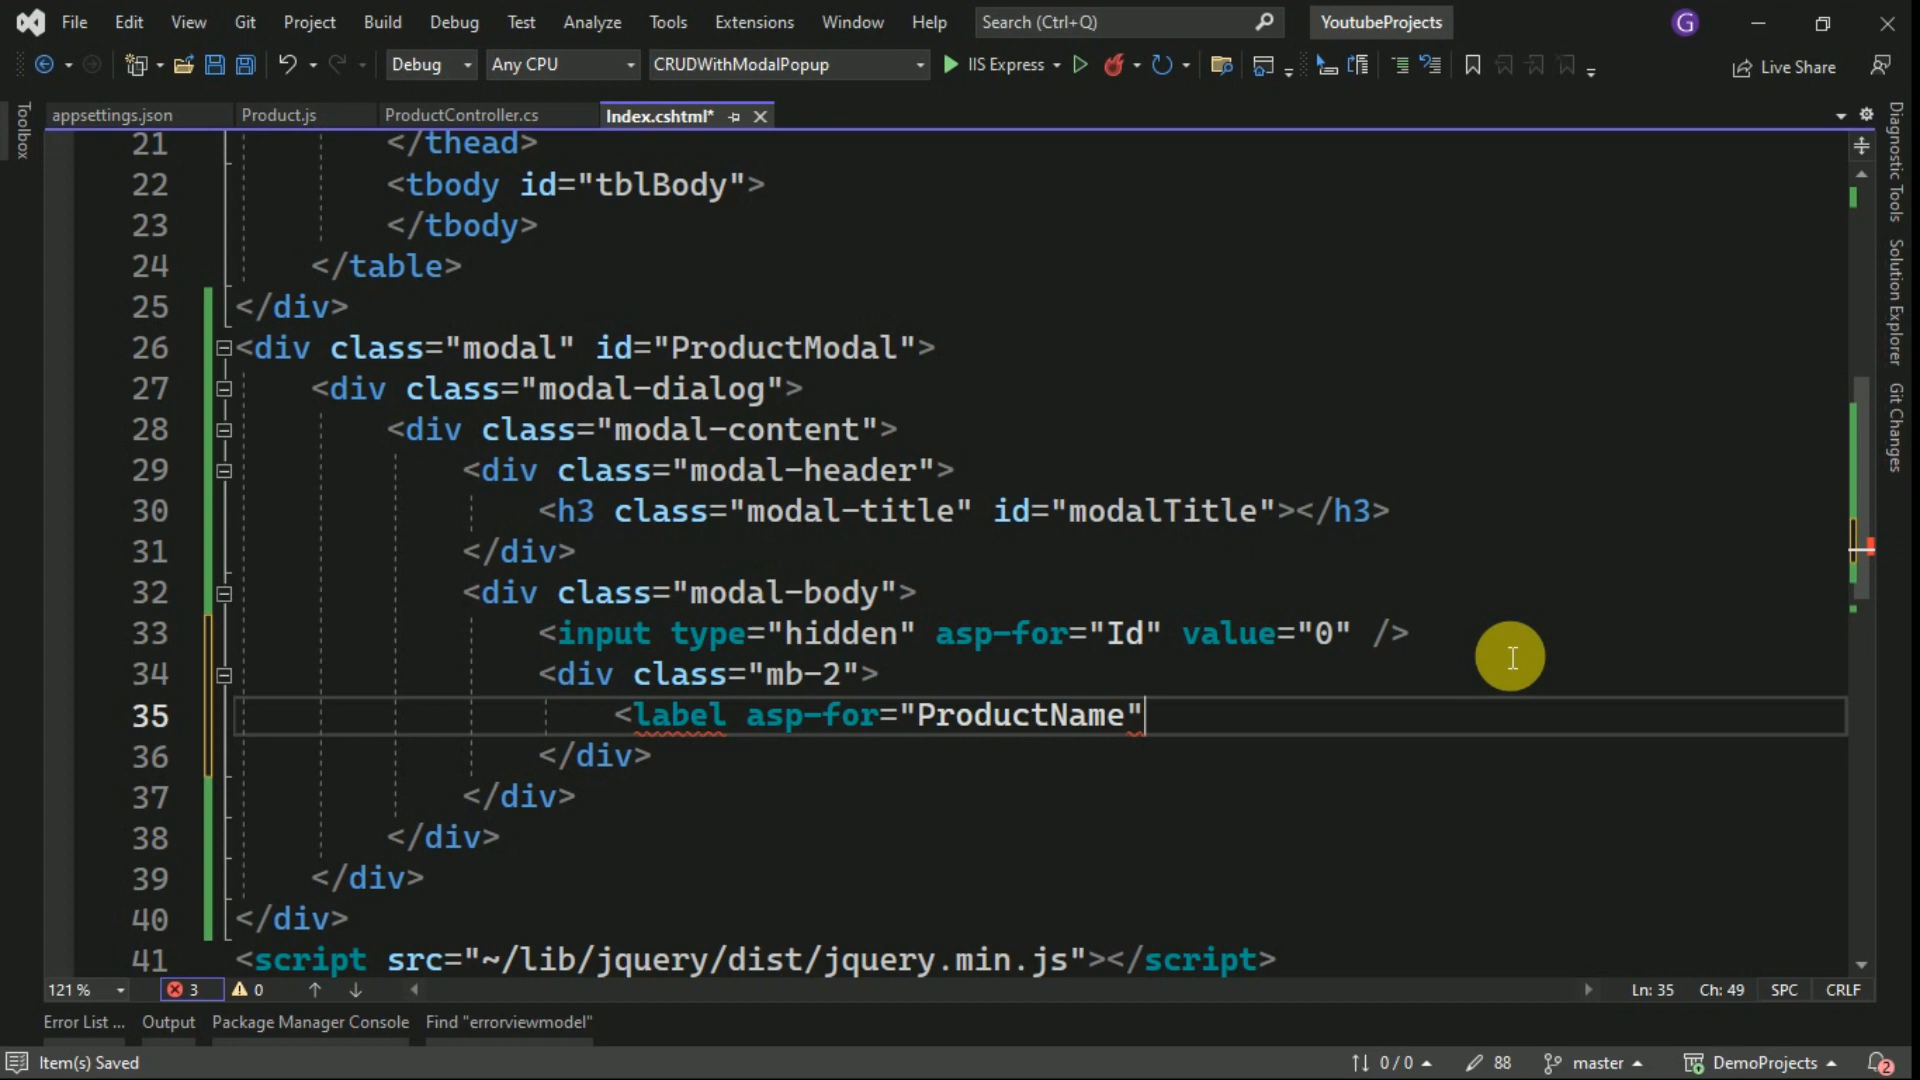 File Edit View Git Project Build Debug Test Analyze Tools Extensions Window Help Search (Ctrl+Q) YoutubeProjects G
Debug Any CPU CRUDWithModalPopup IIS Express Live Share
appsettings.json Product.js ProductController.cs Index.cshtml*
Toolbox
Diagnostic Tools
Solution Explorer
Git Changes
21 </thead>
22 <tbody id="tblBody">
23 </tbody>
24 </table>
25 </div>
26 <div class="modal" id="ProductModal">
27 <div class="modal-dialog">
28 <div class="modal-content">
29 <div class="modal-header">
30 <h3 class="modal-title" id="modalTitle"></h3>
31 </div>
32 <div class="modal-body">
33 <input type="hidden" asp-for="Id" value="0" />
34 <div class="mb-2">
35 <label asp-for="ProductName"
36 </div>
37 </div>
38 </div>
39 </div>
40 </div>
41 <script src="~/lib/jquery/dist/jquery.min.js"></script>
121 % 3 0 Ln: 35 Ch: 49 SPC CRLF
Error List ... Output Package Manager Console Find "errorviewmodel"
Item(s) Saved 0 / 0 88 master DemoProjects 2